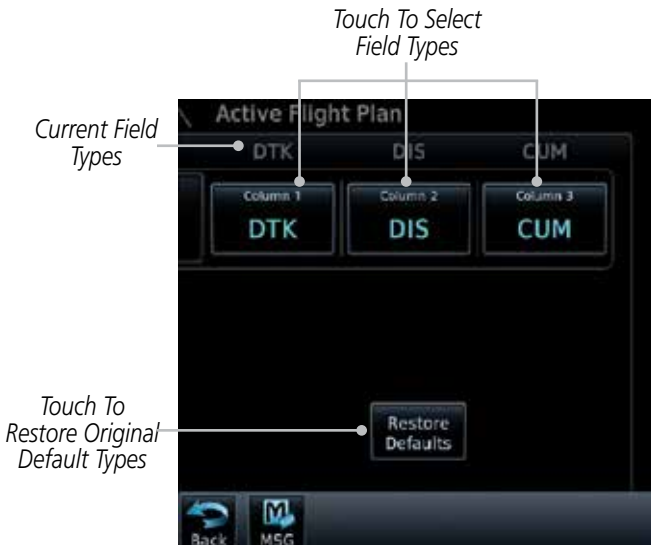 Touch To Select
Field Types
Active Flight Plan
Current Field
Types
DTK DIS CUM
Column 1 Column 2 Column 3
DTK DIS CUM
Touch To
Restore Original
Default Types
Restore
Defaults
Back MSG